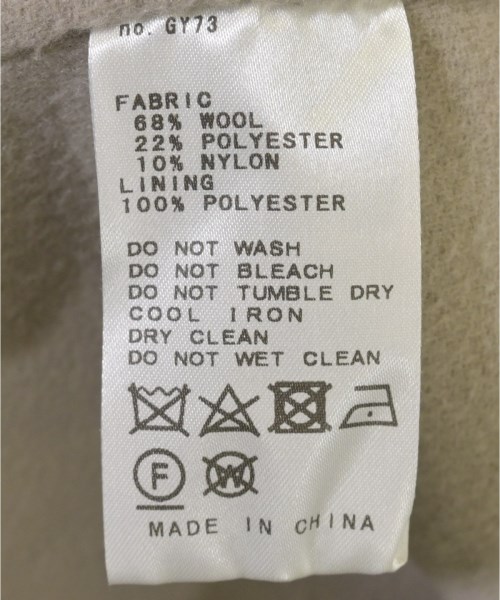 no. GY73
FABRIC
68% WOOL
22% POLYESTER
10% NYLON
LINING
100% POLYESTER
DO NOT WASH
DO NOT BLEACH
DO NOT TUMBLE DRY
COOL IRON
DRY CLEAN
DO NOT WET CLEAN
F W
MADE IN CHINA